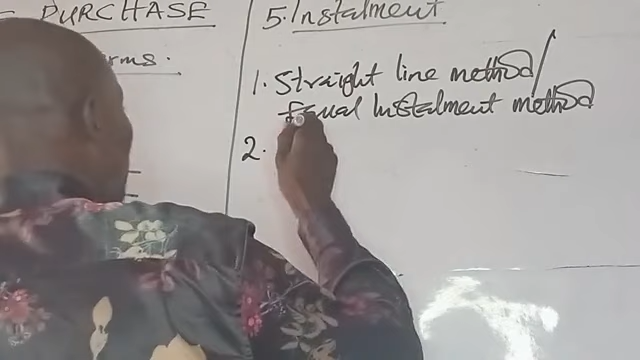 PURCHASE
rms.
5. Instalment
1. Straight line method/
Equal Instalment method
2.